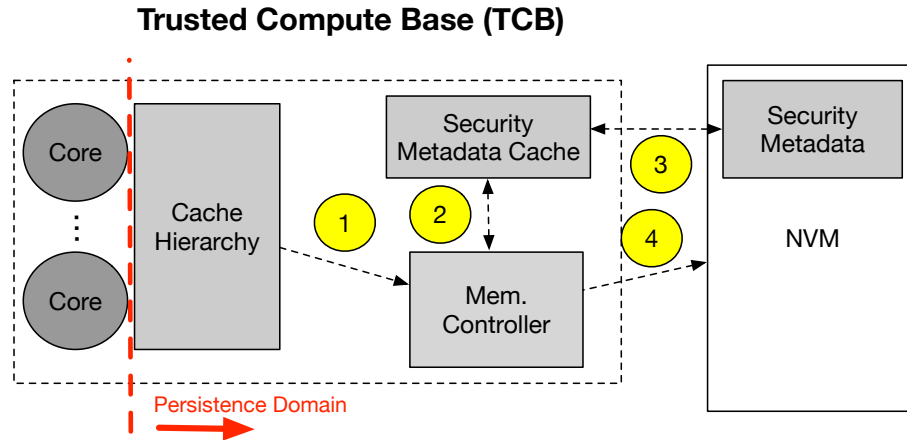 Trusted Compute Base (TCB)
Core
⋮
Core
Cache
Hierarchy
1
Security
Metadata Cache
2
Mem.
Controller
3
4
Security
Metadata
NVM
Persistence Domain